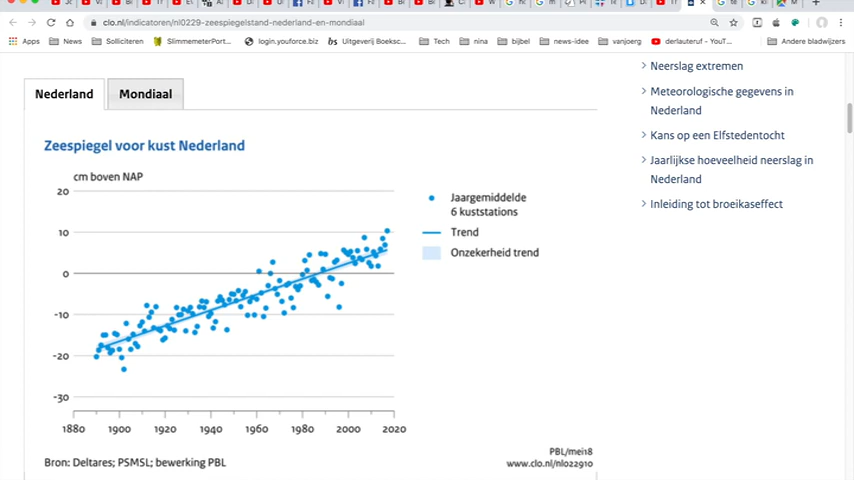 clo.nl/indicatoren/nl0229-zeespiegelstand-nederland-en-mondiaal
Apps News Solliciteren SlimmeterPort... login.youforce.biz bhs Uitgeverij Boeksc... Tech nina bijbel news-idee vanjoerg derlauteruf - YouT... Andere bladwijzers
Neerslag extremen
Meteorologische gegevens in
Nederland
Kans op een Elfstedentocht
Jaarlijkse hoeveelheid neerslag in
Nederland
Inleiding tot broeikaseffect
Nederland Mondiaal
Zeespiegel voor kust Nederland
cm boven NAP
20
10
0
-10
-20
-30
1880 1900 1920 1940 1960 1980 2000 2020
Jaargemiddelde
6 kuststations
Trend
Onzekerheid trend
PBL/mei18
www.clo.nl/nl022910
Bron: Deltares; PSMSL; bewerking PBL